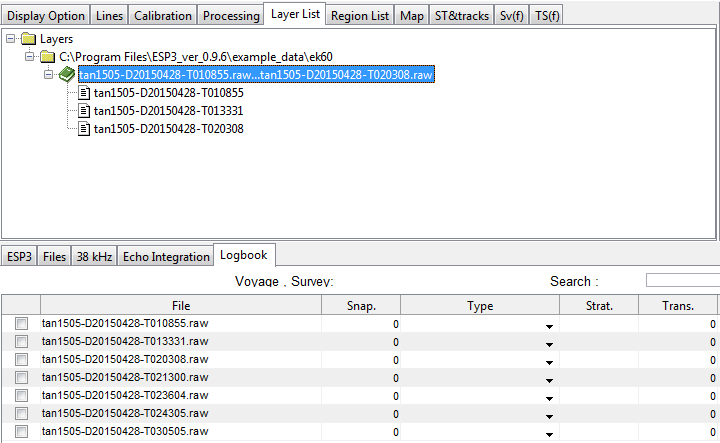 Display Option Lines Calibration Processing Layer List Region List Map ST&tracks Sv(f) TS(f)
Layers
C:\Program Files\ESP3_ver_0.9.6\example_data\ek60
tan1505-D20150428-T010855.raw...tan1505-D20150428-T020308.raw
tan1505-D20150428-T010855
tan1505-D20150428-T013331
tan1505-D20150428-T020308
ESP3 Files 38 kHz Echo Integration Logbook
Voyage , Survey: Search :
File Snap. Type Strat. Trans.
tan1505-D20150428-T010855.raw 0 0
tan1505-D20150428-T013331.raw 0 0
tan1505-D20150428-T020308.raw 0 0
tan1505-D20150428-T021300.raw 0 0
tan1505-D20150428-T023604.raw 0 0
tan1505-D20150428-T024305.raw 0 0
tan1505-D20150428-T030505.raw 0 0